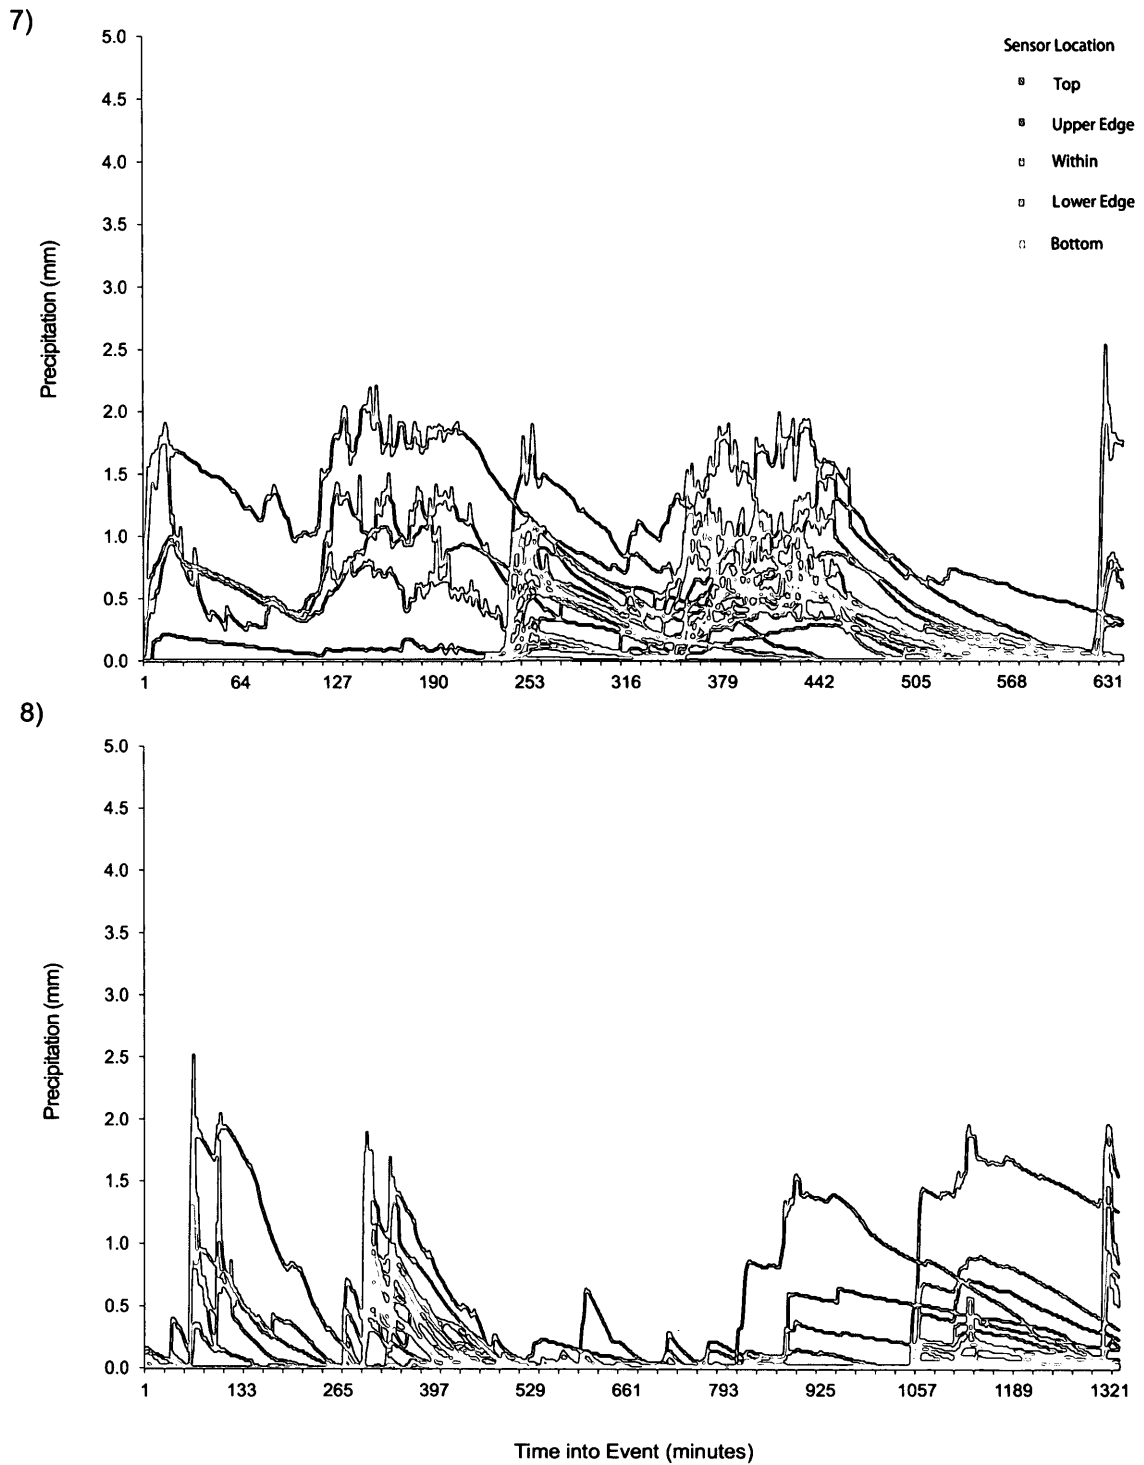 7)
5.0
4.5
4.0
3.5
3.0
2.5
2.0
1.5
1.0
0.5
0.0
Precipitation (mm)
Sensor Location
Top
Upper Edge
Within
Lower Edge
Bottom
1 64 127 190 253 316 379 442 505 568 631
8)
5.0
4.5
4.0
3.5
3.0
2.5
2.0
1.5
1.0
0.5
0.0
Precipitation (mm)
1 133 265 397 529 661 793 925 1057 1189 1321
Time into Event (minutes)